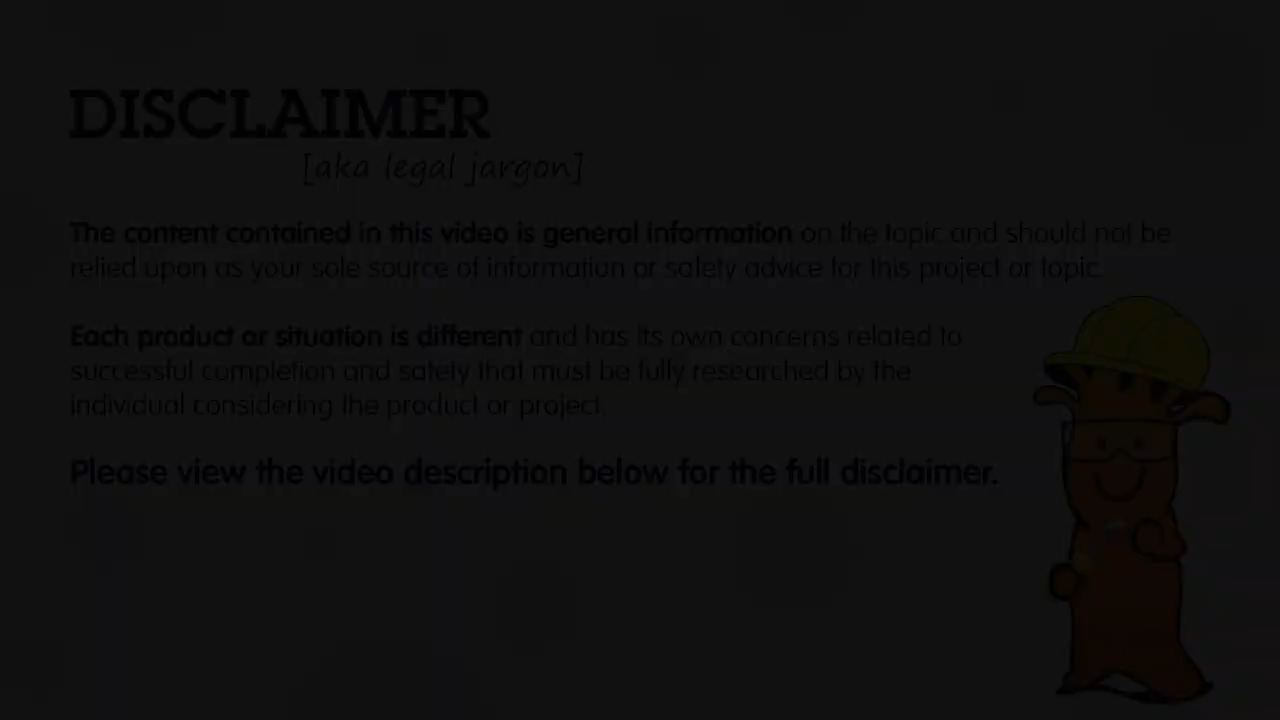 DISCLAIMER
[aka legal jargon]
The content contained in this video is general information on the topic and should not be
relied upon as your sole source of information or safety advice for this project or topic.
Each product or situation is different and has its own concerns related to
successful completion and safety that must be fully researched by the
individual considering the product or project.
Please view the video description below for the full disclaimer.